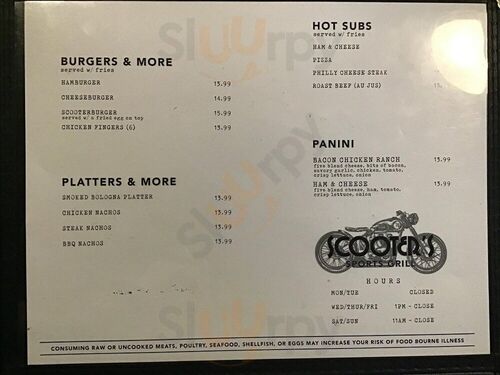 BURGERS & MORE
served w/ fries
HAMBURGER 13.99
CHEESEBURGER 14.99
SCOOTERBURGER 15.99
served w/ a fried egg on top
CHICKEN FINGERS (6) 13.99
PLATTERS & MORE
SMOKED BOLOGNA PLATTER 13.99
CHICKEN NACHOS 13.99
STEAK NACHOS 13.99
BBQ NACHOS 13.99
HOT SUBS
served w/ fries
HAM & CHEESE
PIZZA
PHILLY CHEESE STEAK
ROAST BEEF (AU JUS)
PANINI
BACON CHICKEN RANCH 13.99
five blend cheese, bits of bacon,
savory garlic, chicken, tomato,
crisp lettuce, onion
HAM & CHEESE 13.99
five blend cheese, ham, tomato,
crisp lettuce, onion
SCOOTER'S
SPORTS GRILL
HOURS
MON/TUE CLOSED
WED/THUR/FRI 1PM - CLOSE
SAT/SUN 11AM - CLOSE
CONSUMING RAW OR UNCOOKED MEATS, POULTRY, SEAFOOD, SHELLFISH, OR EGGS MAY INCREASE YOUR RISK OF FOOD BOURNE ILLNESS
Sluurpy
Sluurpy
Sluurpy